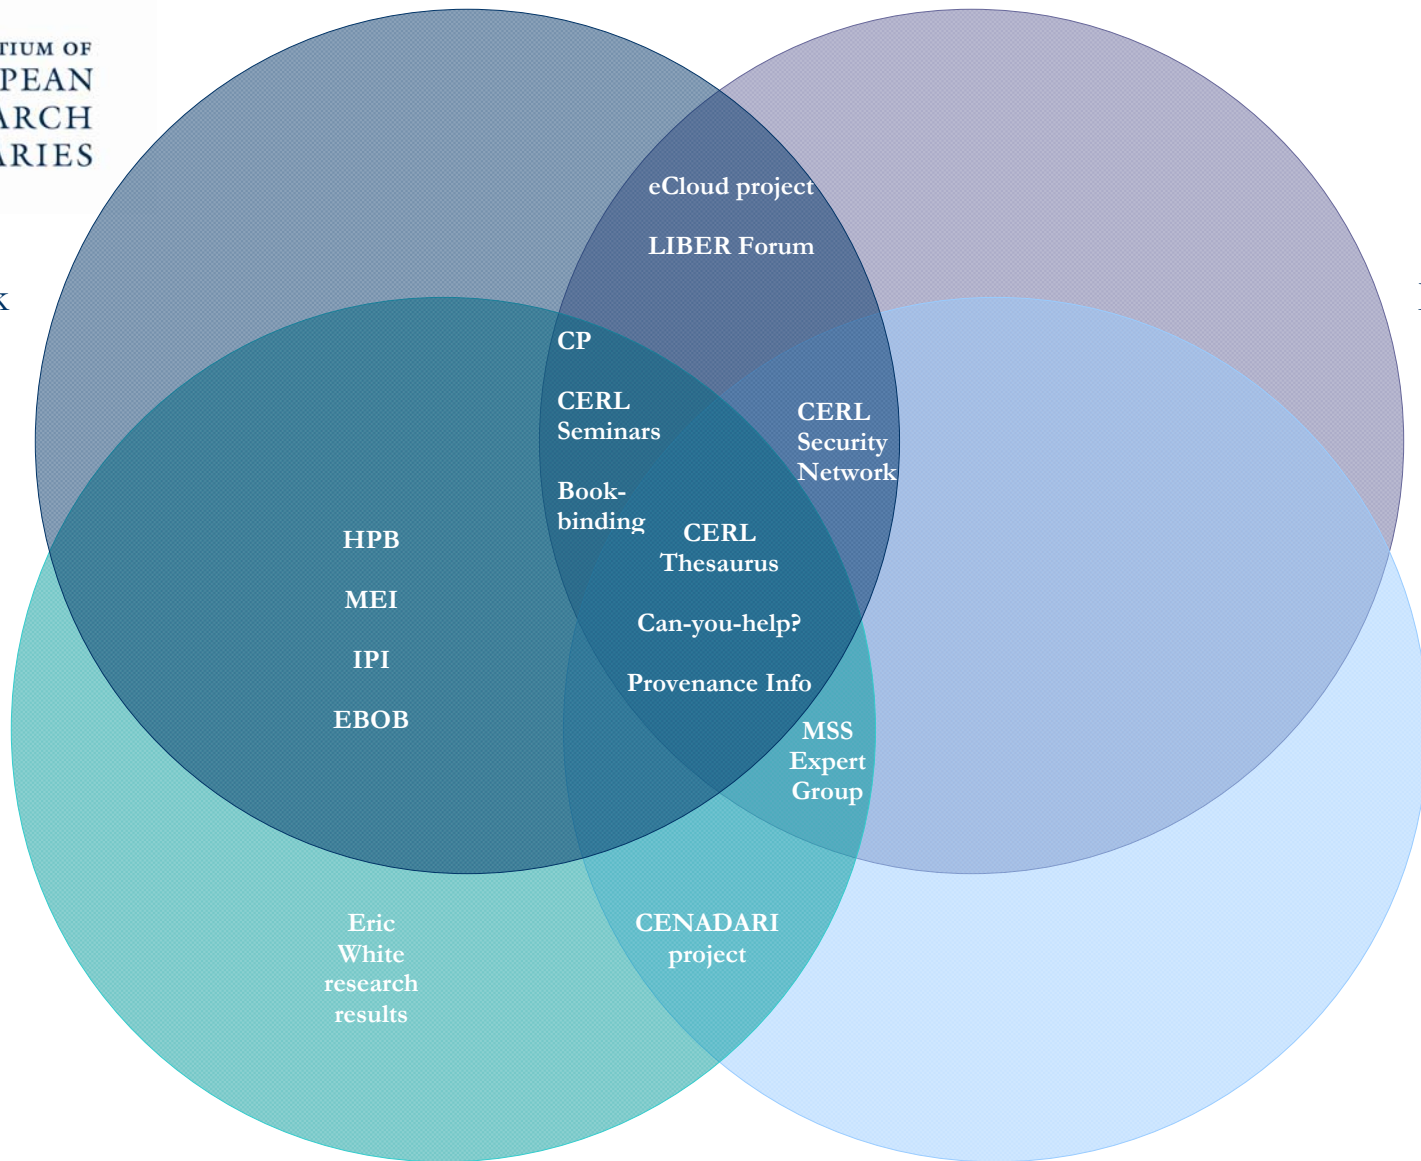 TIUM OF
PEAN
ARCH
ARIES
eCloud project
LIBER Forum
k
CP
CERL
Seminars
Book-
binding
CERL
Security
Network
CERL
Thesaurus
Can-you-help?
Provenance Info
HPB
MEI
IPI
EBOB
MSS
Expert
Group
Eric
White
research
results
CENADARI
project